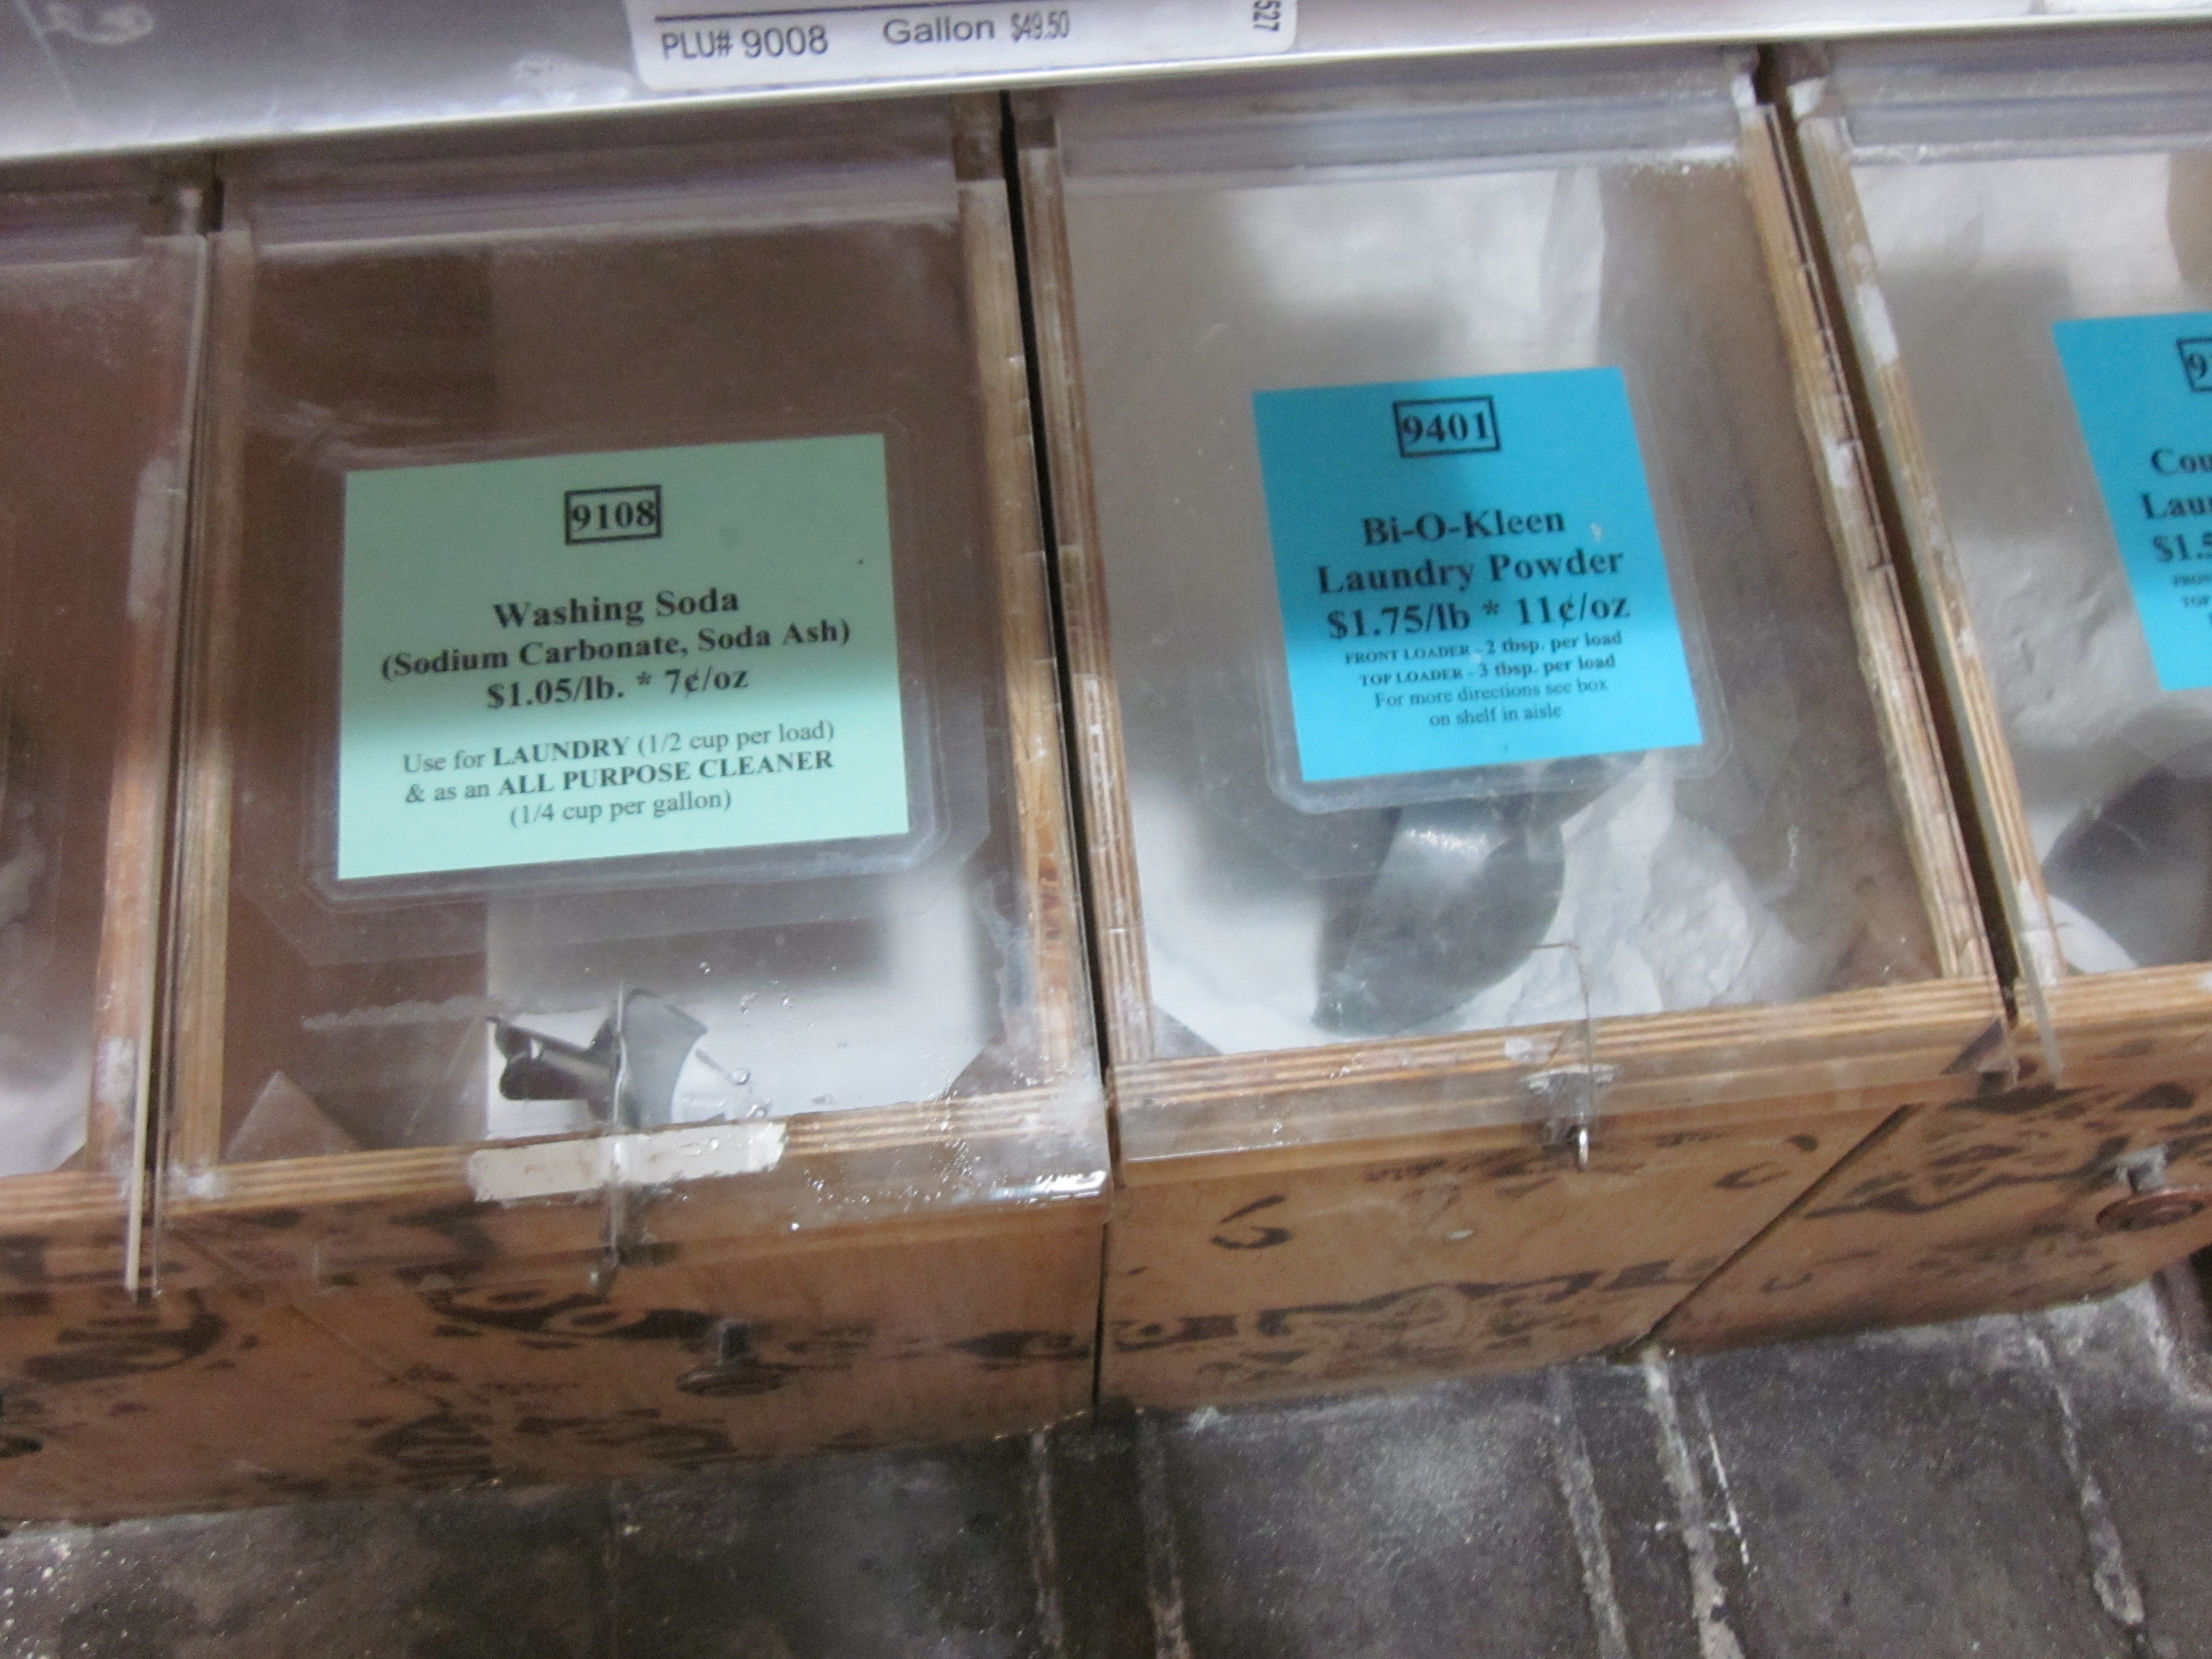 PLU# 9008 Gallon $49.50
527
9108
Washing Soda
(Sodium Carbonate, Soda Ash)
$1.05/lb. * 7¢/oz
Use for LAUNDRY (1/2 cup per load)
& as an ALL PURPOSE CLEANER
(1/4 cup per gallon)
9401
Bi-O-Kleen
Laundry Powder
$1.75/lb * 11¢/oz
FRONT LOADER - 2 tbsp. per load
TOP LOADER - 3 tbsp. per load
For more directions see box
on shelf in aisle
$1.5
TOP